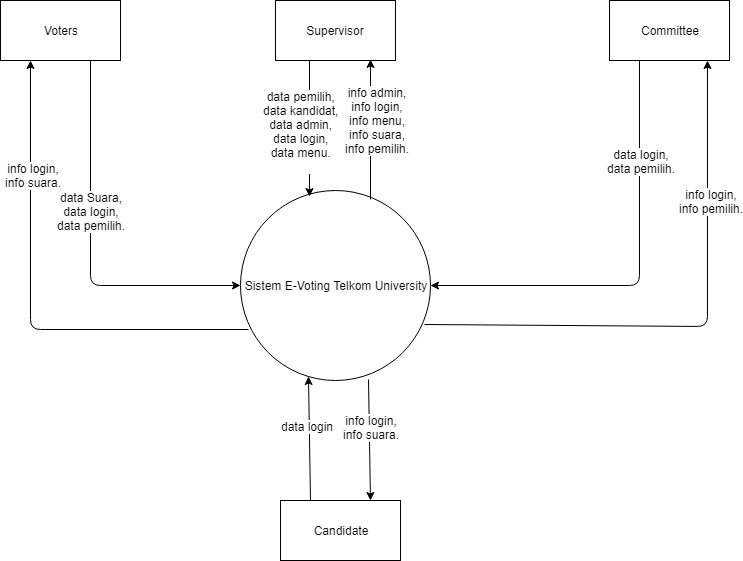 Voters
Supervisor
Committee
data pemilih,
data kandidat,
data admin,
data login,
data menu.
info admin,
info login,
info menu,
info suara,
info pemilih.
info login,
info suara.
data Suara,
data login,
data pemilih.
data login,
data pemilih.
info login,
info pemilih.
Sistem E-Voting Telkom University
data login
info login,
info suara.
Candidate